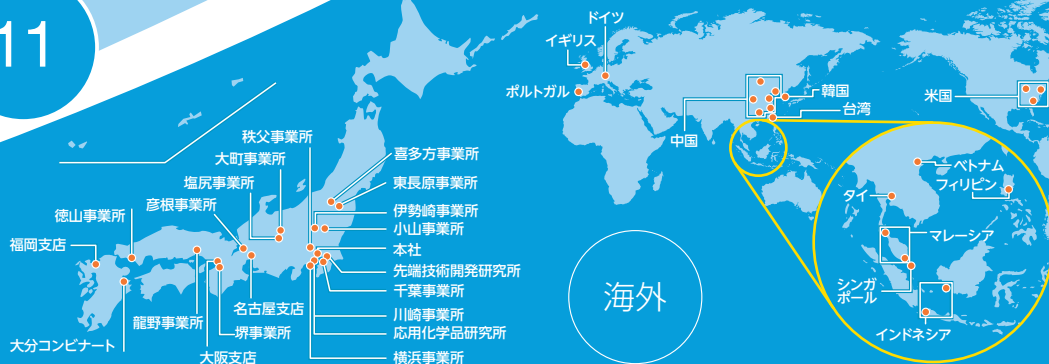 11
秩父事業所
大町事業所
塩尻事業所
彦根事業所
徳山事業所
福岡支店
喜多方事業所
東長原事業所
伊勢崎事業所
小山事業所
本社
先端技術開発研究所
千葉事業所
川崎事業所
応用化学品研究所
横浜事業所
名古屋支店
龍野事業所
堺事業所
大阪支店
大分コンビナート
海外
ドイツ
イギリス
ポルトガル
中国
韓国
台湾
米国
ベトナム
フィリピン
タイ
マレーシア
シンガ
ポール
インドネシア